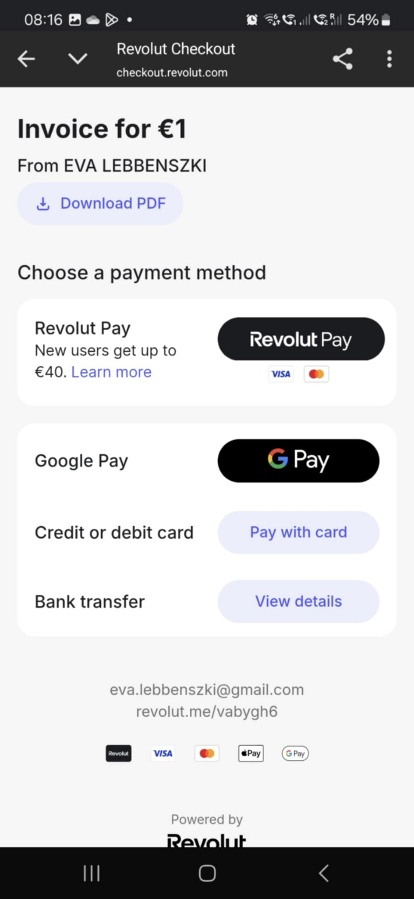 08:16 54%
Revolut Checkout
checkout.revolut.com
Invoice for €1
From EVA LEBBENSZKI
Download PDF
Choose a payment method
Revolut Pay
New users get up to
€40. Learn more
Revolut Pay
VISA
Google Pay
G Pay
Credit or debit card
Pay with card
Bank transfer
View details
eva.lebbenszki@gmail.com
revolut.me/vabygh6
Revolut VISA Pay G Pay
Powered by
Revolut